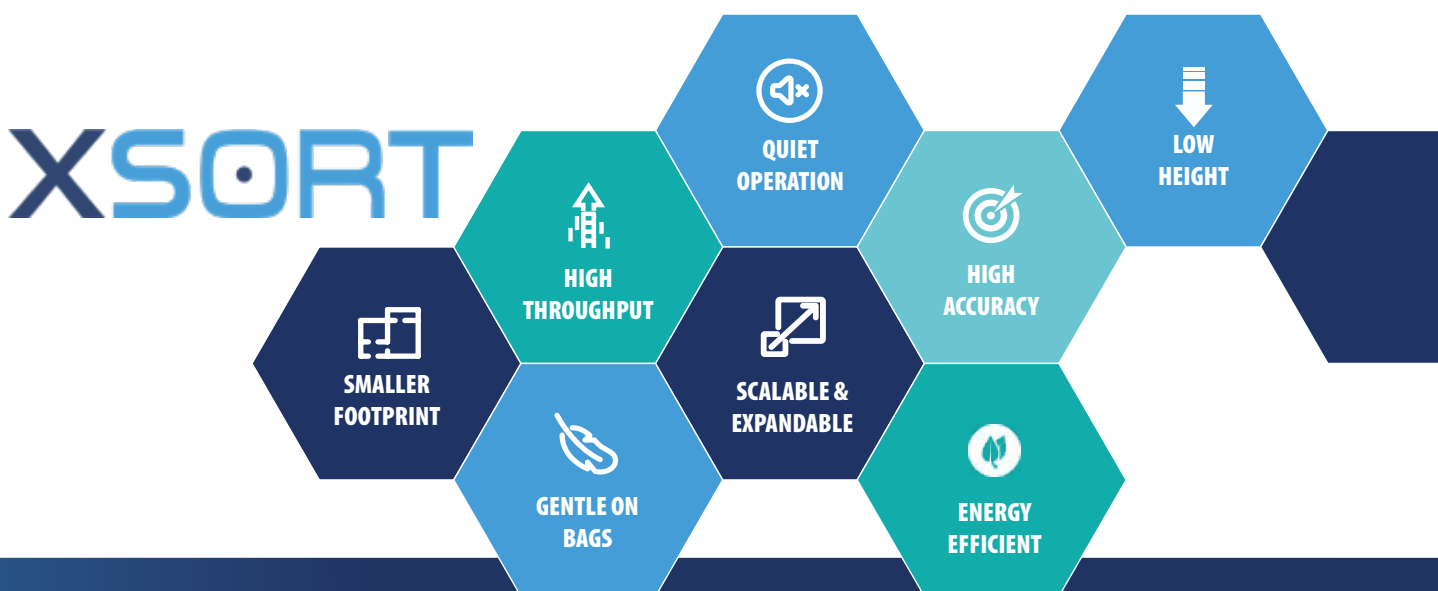 XSORT
QUIET
OPERATION
LOW
HEIGHT
HIGH
THROUGHPUT
HIGH
ACCURACY
SMALLER
FOOTPRINT
SCALABLE &
EXPANDABLE
GENTLE ON
BAGS
ENERGY
EFFICIENT